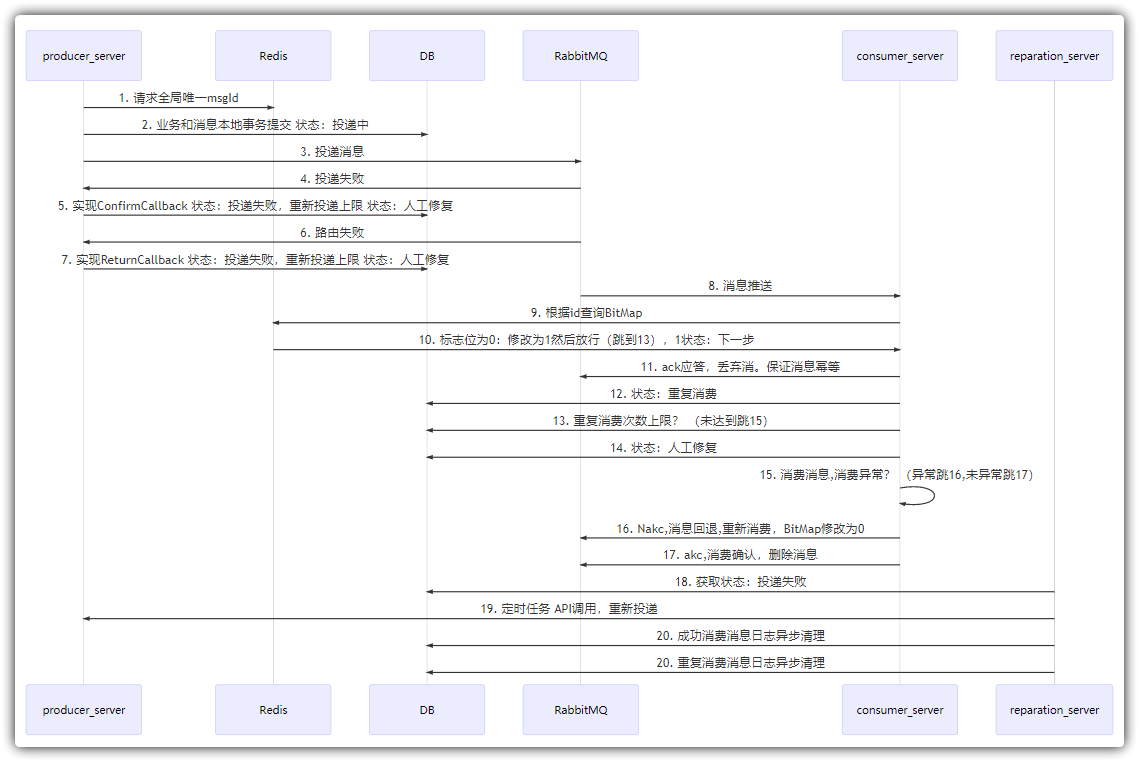 producer_server
Redis
DB
RabbitMQ
consumer_server
reparation_server
1. 请求全局唯一msgId
2. 业务和消息本地事务提交 状态：投递中
3. 投递消息
4. 投递失败
5. 实现ConfirmCallback 状态：投递失败，重新投递上限 状态：人工修复
6. 路由失败
7. 实现ReturnCallback 状态：投递失败，重新投递上限 状态：人工修复
8. 消息推送
9. 根据id查询BitMap
10. 标志位为0：修改为1然后放行（跳到13），1状态：下一步
11. ack应答，丢弃消。保证消息幂等
12. 状态：重复消费
13. 重复消费次数上限？ （未达到跳15）
14. 状态：人工修复
15. 消费消息,消费异常？ （异常跳16,未异常跳17）
16. Nakc,消息回退,重新消费，BitMap修改为0
17. akc,消费确认，删除消息
18. 获取状态：投递失败
19. 定时任务 API调用，重新投递
20. 成功消费消息日志异步清理
20. 重复消费消息日志异步清理
producer_server
Redis
DB
RabbitMQ
consumer_server
reparation_server